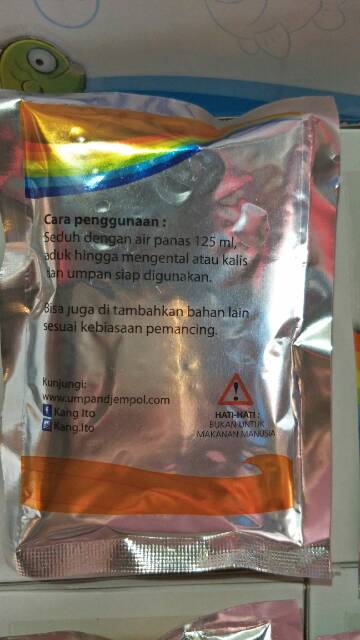 Cara penggunaan :
Seduh dengan air panas 125 ml,
aduk hingga mengental atau kalis
dan umpan siap digunakan.
Bisa juga di tambahkan bahan lain
sesuai kebiasaan pemancing.
Kunjungi:
www.umpandjempol.com
Kang Ito
Kang.Ito
HATI-HATI :
BUKAN UNTUK
MAKANAN MANUSIA